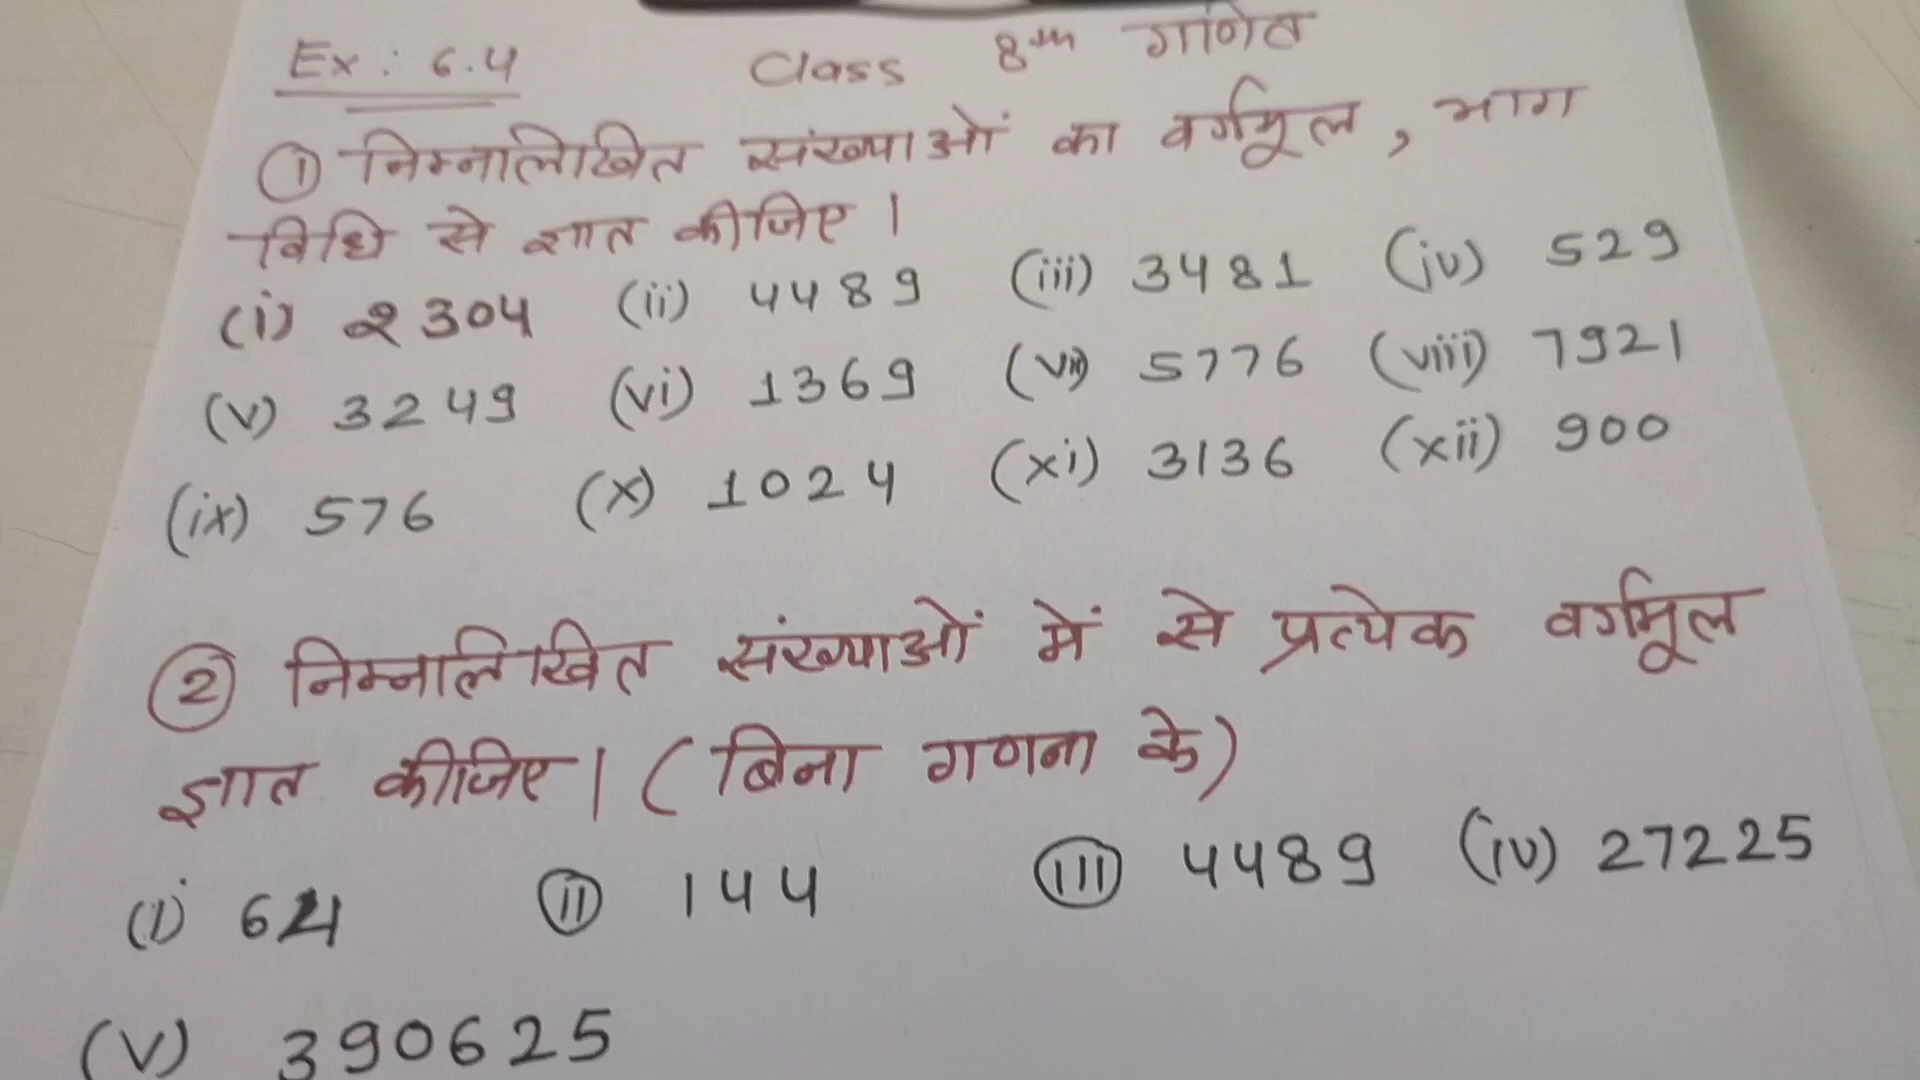 Ex: 6.4 Class 8th गणित
① निम्नलिखित संख्याओं का वर्गमूल, भाग
विधि से ज्ञात कीजिए।
(i) 2304 (ii) 4489 (iii) 3481 (iv) 529
(v) 3249 (vi) 1369 (vii) 5776 (viii) 7921
(ix) 576 (x) 1024 (xi) 3136 (xii) 900
② निम्नलिखित संख्याओं में से प्रत्येक वर्गमूल
ज्ञात कीजिए। (बिना गणना के)
(i) 64 (ii) 144 (iii) 4489 (iv) 27225
(v) 390625